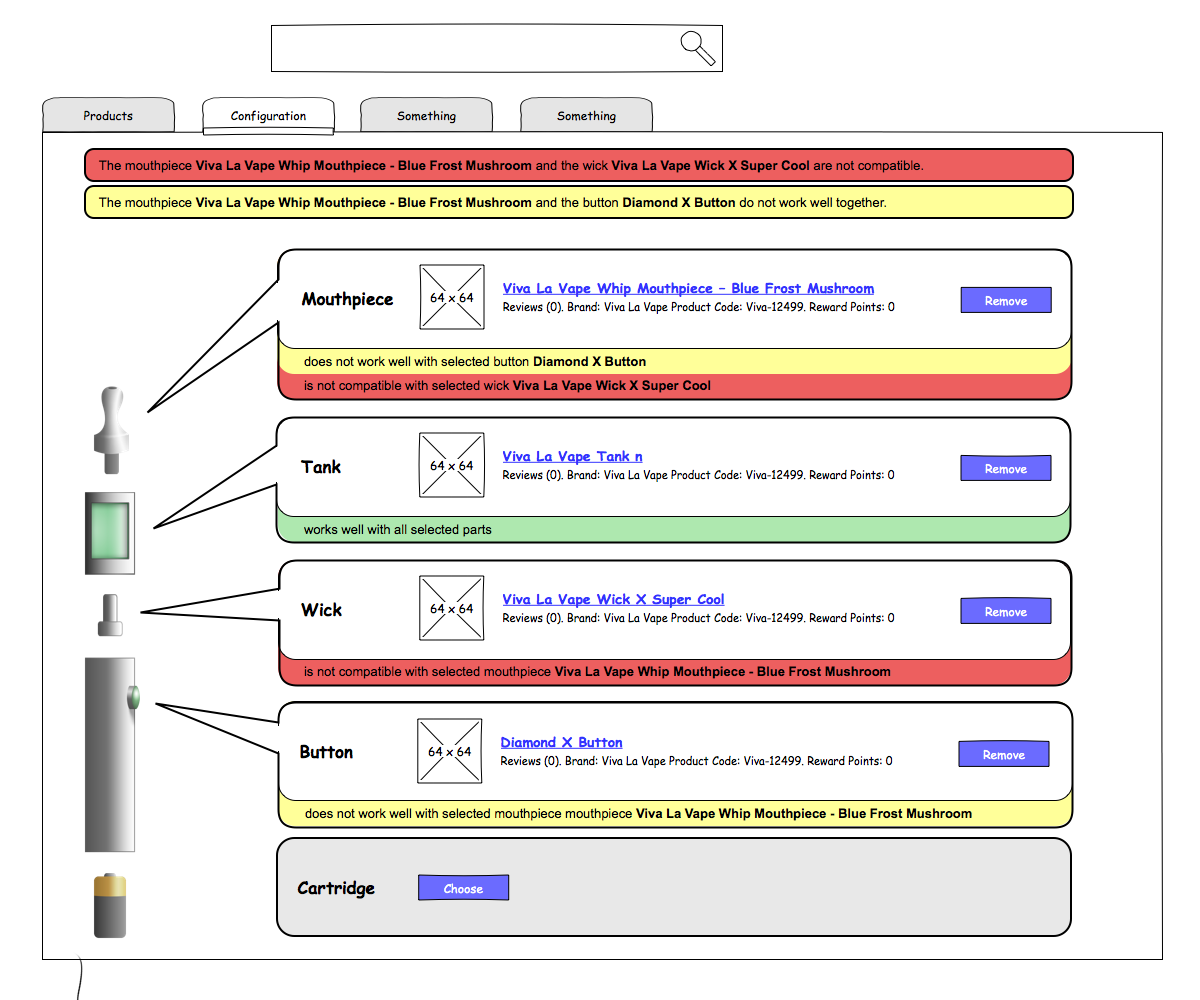 Products
Configuration
Something
Something
The mouthpiece Viva La Vape Whip Mouthpiece - Blue Frost Mushroom and the wick Viva La Vape Wick X Super Cool are not compatible.
The mouthpiece Viva La Vape Whip Mouthpiece - Blue Frost Mushroom and the button Diamond X Button do not work well together.
Mouthpiece
64 x 64
Viva La Vape Whip Mouthpiece - Blue Frost Mushroom
Reviews (0). Brand: Viva La Vape Product Code: Viva-12499. Reward Points: 0
Remove
does not work well with selected button Diamond X Button
is not compatible with selected wick Viva La Vape Wick X Super Cool
Tank
64 x 64
Viva La Vape Tank n
Reviews (0). Brand: Viva La Vape Product Code: Viva-12499. Reward Points: 0
Remove
works well with all selected parts
Wick
64 x 64
Viva La Vape Wick X Super Cool
Reviews (0). Brand: Viva La Vape Product Code: Viva-12499. Reward Points: 0
Remove
is not compatible with selected mouthpiece Viva La Vape Whip Mouthpiece - Blue Frost Mushroom
Button
64 x 64
Diamond X Button
Reviews (0). Brand: Viva La Vape Product Code: Viva-12499. Reward Points: 0
Remove
does not work well with selected mouthpiece mouthpiece Viva La Vape Whip Mouthpiece - Blue Frost Mushroom
Cartridge
Choose